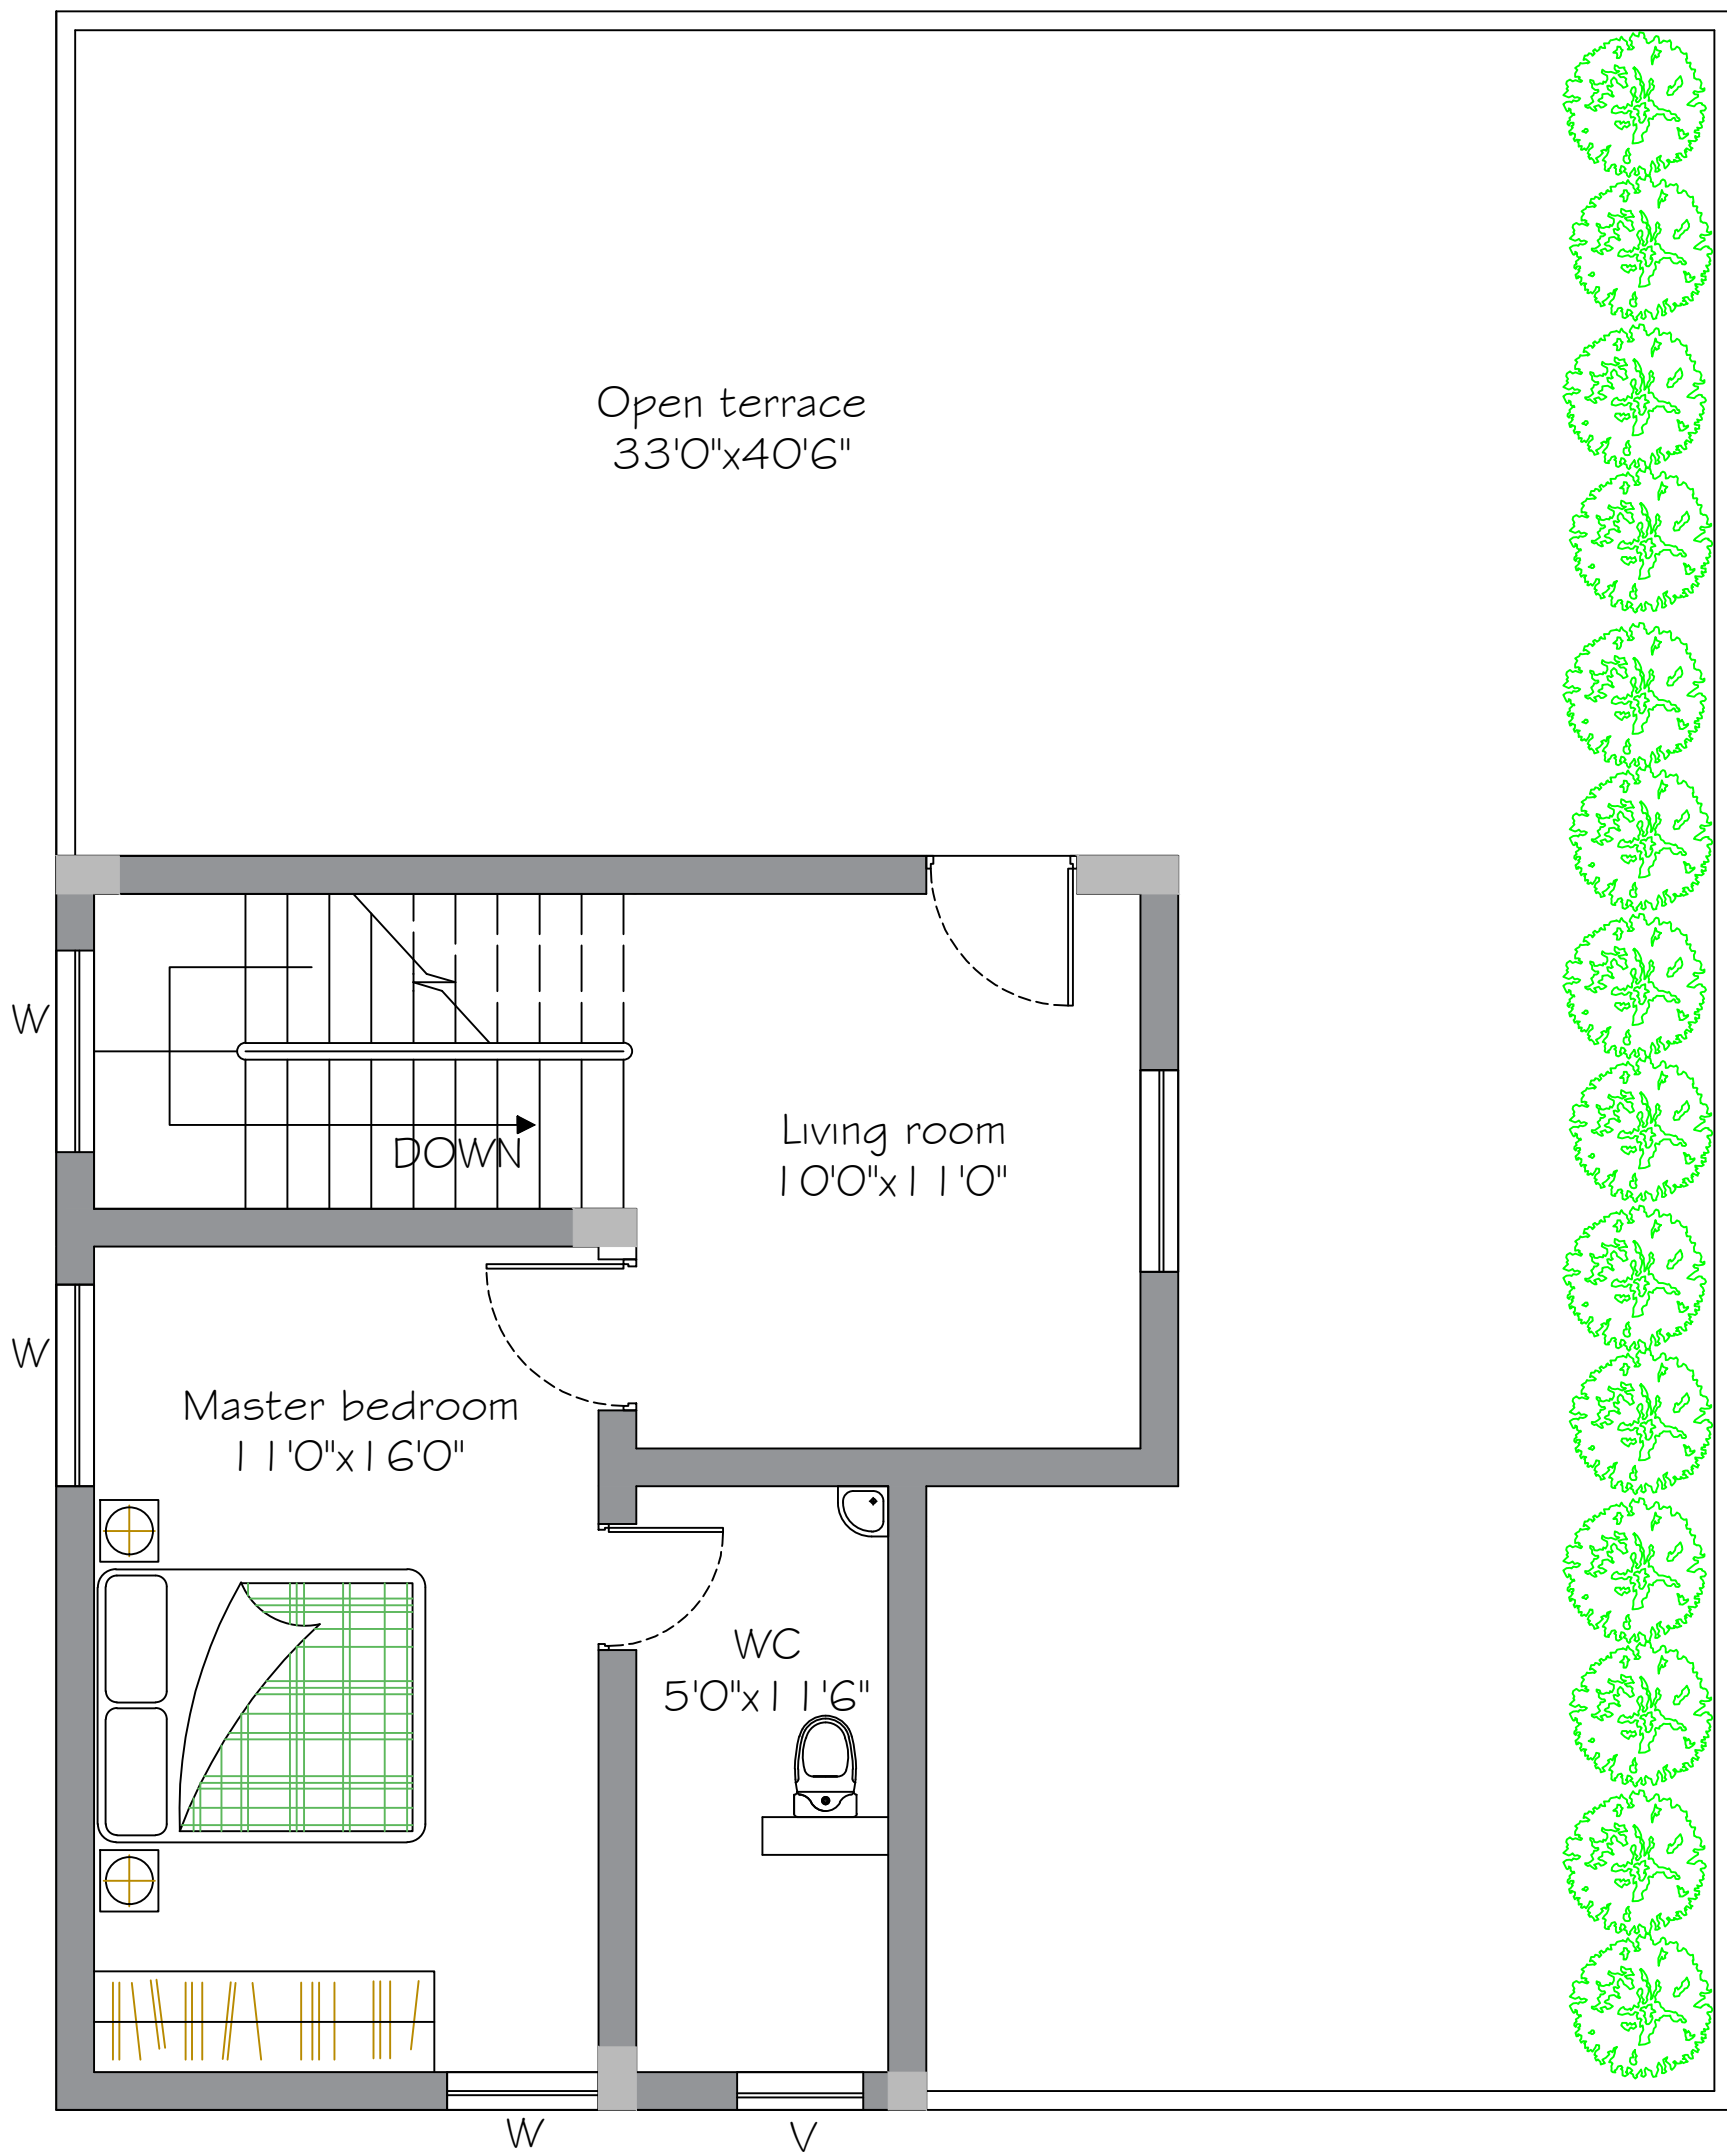 Open terrace
33'0"x40'6"
W
DOWN
Living room
10'0"x11'0"
W
Master bedroom
11'0"x16'0"
WC
5'0"x11'6"
W
V